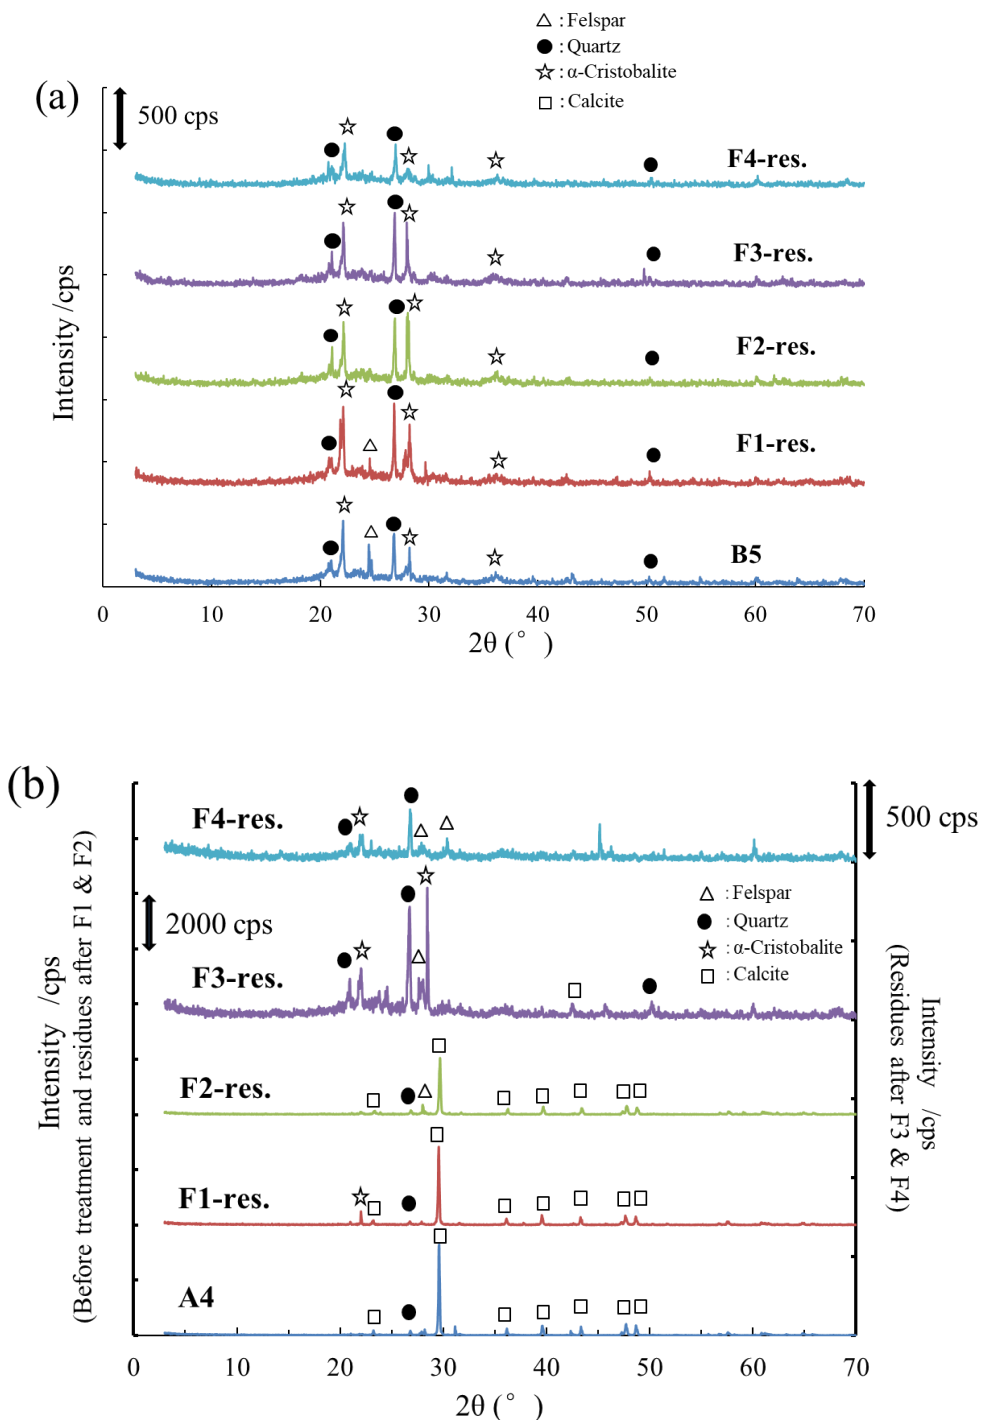 : Felspar
: Quartz
: α-Cristobalite
: Calcite
(a)
500 cps
F4-res.
F3-res.
F2-res.
F1-res.
B5
Intensity /cps
0 10 20 30 40 50 60 70
2θ (° )
(b)
F4-res.
500 cps
2000 cps
: Felspar
: Quartz
: α-Cristobalite
: Calcite
F3-res.
F2-res.
F1-res.
A4
Intensity /cps
(Before treatment and residues after F1 & F2)
Intensity /cps
(Residues after F3 & F4)
0 10 20 30 40 50 60 70
2θ (° )